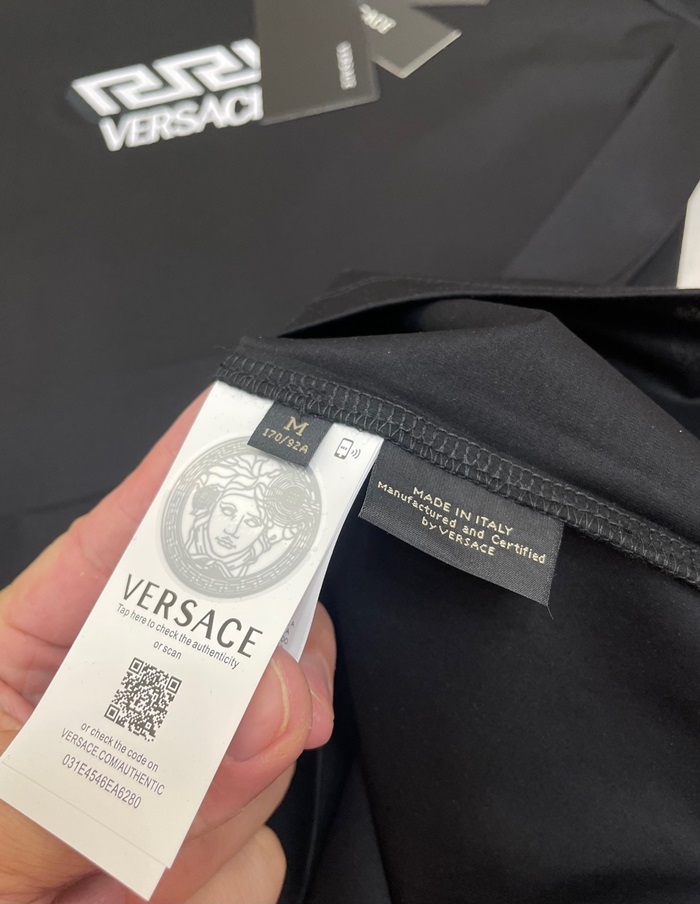 VERSACE
M
170/92A
VERSACE
Tap here to check the authenticity
or scan
or check the code on
VERSACE.COM/AUTHENTIC
031E4546EA6280
MADE IN ITALY
Manufactured and Certified
by VERSACE